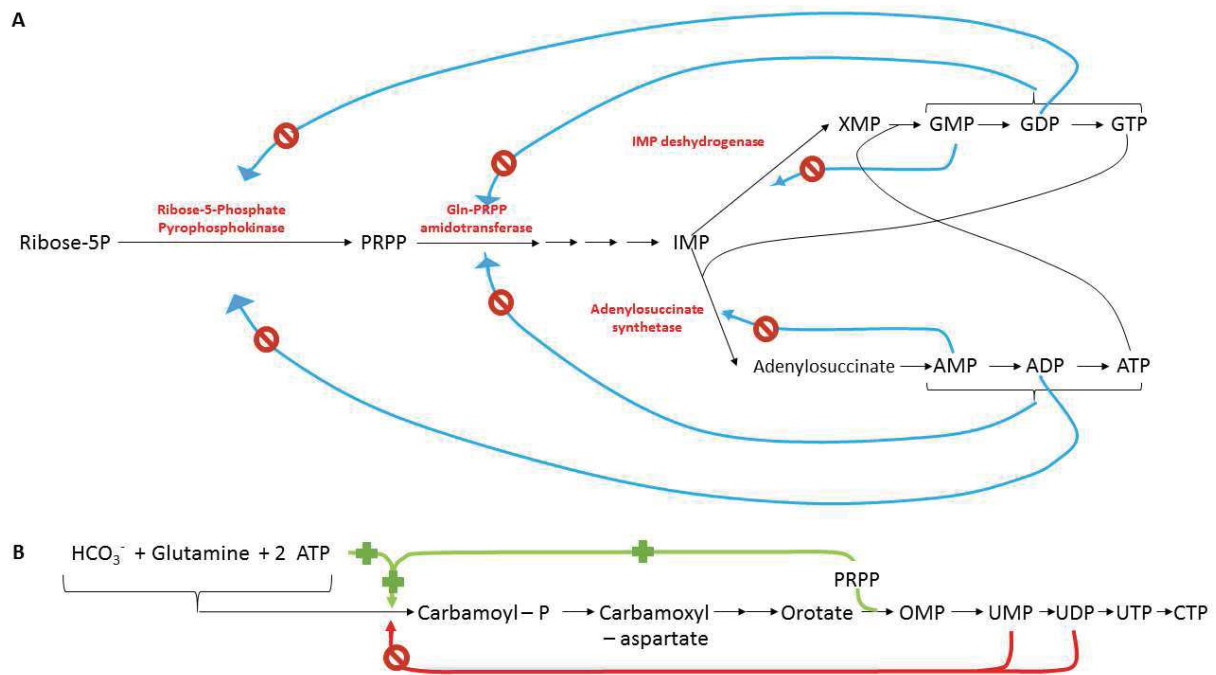 A
XMP
GMP
GDP
GTP
IMP deshydrogenase
Ribose-5-Phosphate
Pyrophosphokinase
Gln-PRPP
amidotransferase
Ribose-5P
PRPP
IMP
Adenylosuccinate
synthetase
Adenylosuccinate
AMP
ADP
ATP
B
HCO₃⁻ + Glutamine + 2 ATP
PRPP
Carbamoyl – P
Carbamoxyl
– aspartate
Orotate
OMP
UMP
UDP
UTP
CTP